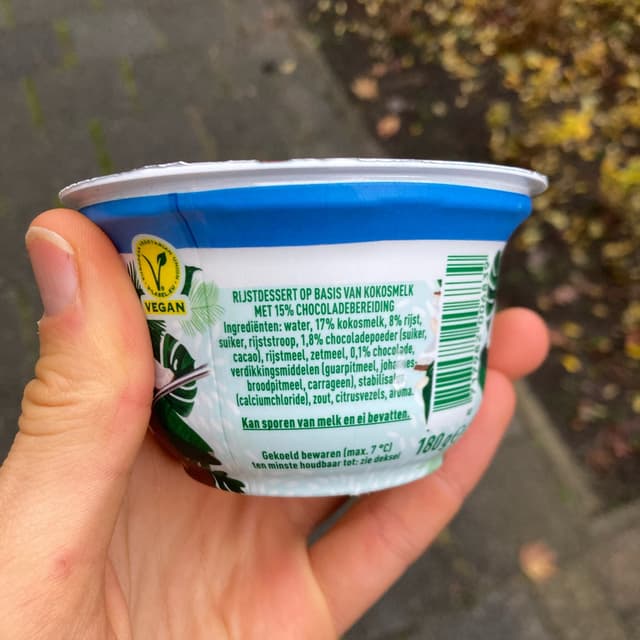 VEGAN
RIJSTDESSERT OP BASIS VAN KOKOSMELK
MET 15% CHOCOLADEBEREIDING
Ingrediënten: water, 17% kokosmelk, 8% rijst,
suiker, rijststroop, 1,8% chocoladepoeder (suiker,
cacao), rijstmeel, zetmeel, 0,1% chocolade,
verdikkingsmiddelen (guarpitmeel, johannes
broodpitmeel, carrageen), stabilisator
(calciumchloride), zout, citrusvezels, aroma.
Kan sporen van melk en ei bevatten.
Gekoeld bewaren (max. 7 °C)
ten minste houdbaar tot: zie deksel
180 g